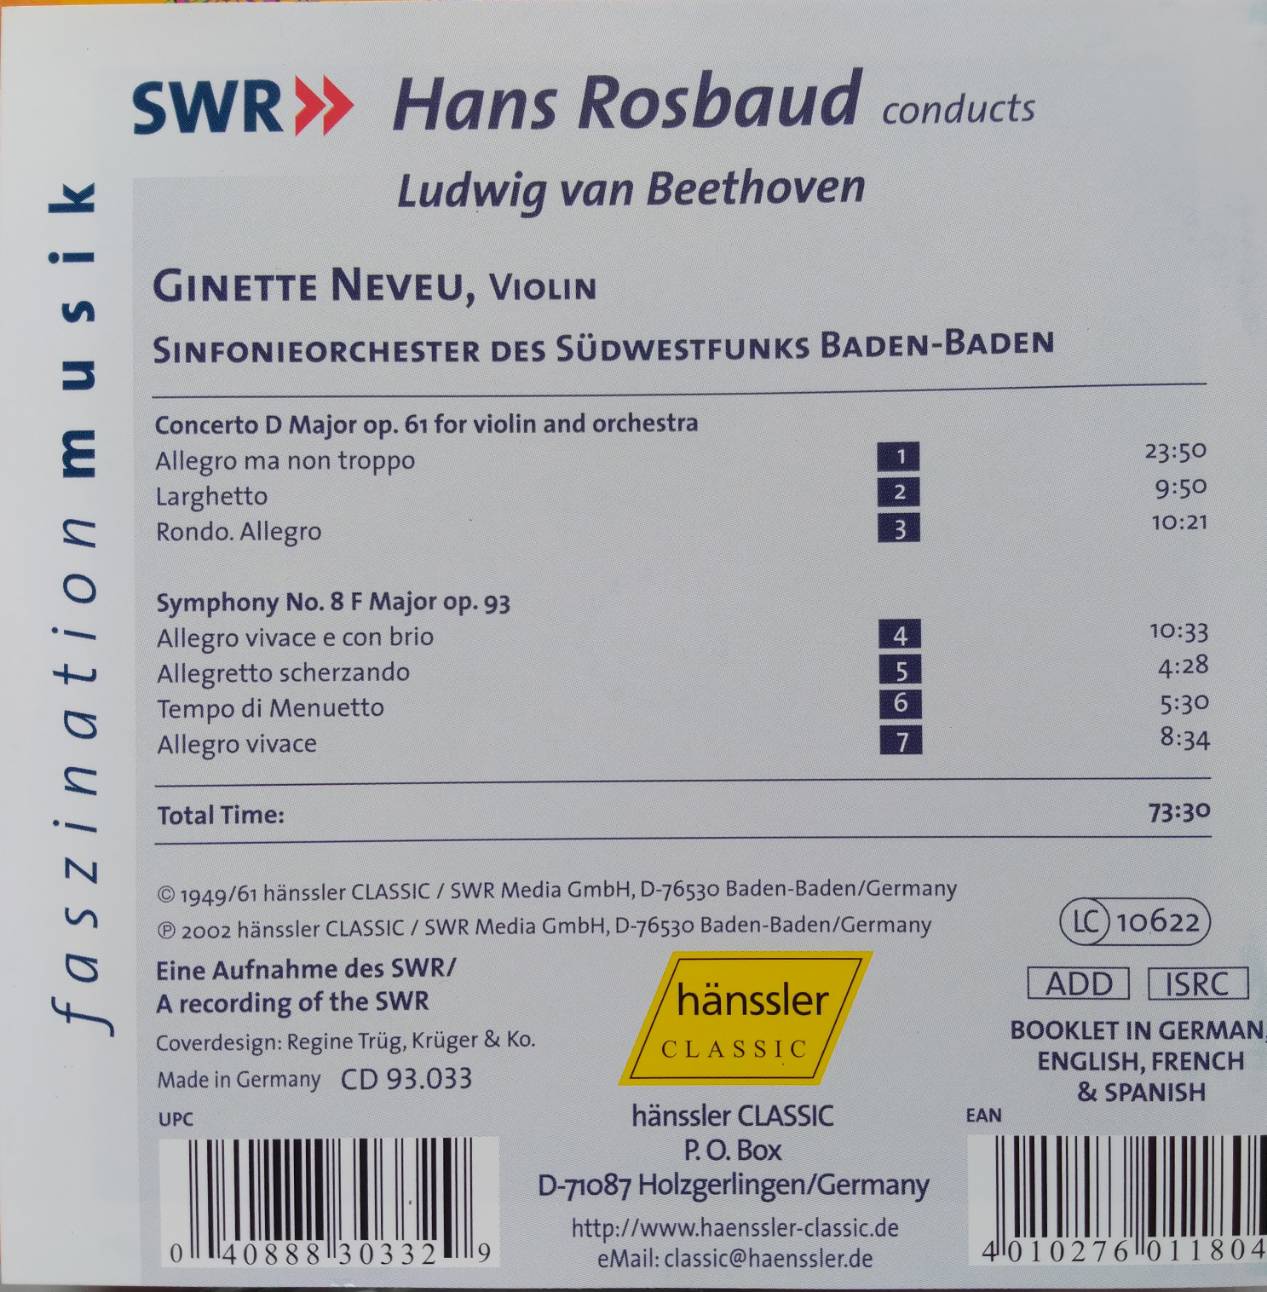 SWR Hans Rosbaud conducts
Ludwig van Beethoven
faszination musik
GINETTE NEVEU, VIOLIN
SINFONIEORCHESTER DES SÜDWESTFUNKS BADEN-BADEN
Concerto D Major op. 61 for violin and orchestra
Allegro ma non troppo 1 23:50
Larghetto 2 9:50
Rondo. Allegro 3 10:21
Symphony No. 8 F Major op. 93
Allegro vivace e con brio 4 10:33
Allegretto scherzando 5 4:28
Tempo di Menuetto 6 5:30
Allegro vivace 7 8:34
Total Time: 73:30
© 1949/61 hänssler CLASSIC / SWR Media GmbH, D-76530 Baden-Baden/Germany
℗ 2002 hänssler CLASSIC / SWR Media GmbH, D-76530 Baden-Baden/Germany
LC 10622
Eine Aufnahme des SWR/
A recording of the SWR
Coverdesign: Regine Trüg, Krüger & Ko.
Made in Germany CD 93.033
hänssler
CLASSIC
ADD ISRC
BOOKLET IN GERMAN,
ENGLISH, FRENCH
& SPANISH
UPC
0 40888 30332 9
hänssler CLASSIC
P. O. Box
D-71087 Holzgerlingen/Germany
http://www.haenssler-classic.de
eMail: classic@haenssler.de
EAN
4 010276 011804